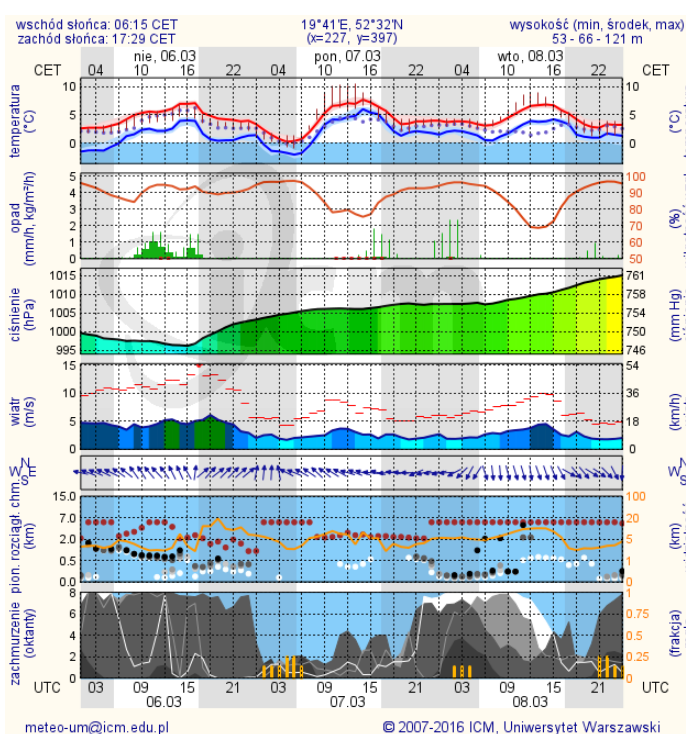 wschód słońca: 06:15 CET
zachód słońca: 17:29 CET
19°41'E, 52°32'N
(x=227, y=397)
wysokość (min, środek, max)
53 - 66 - 121 m
nie, 06.03 pon, 07.03 wto, 08.03
CET 04 10 16 22 04 10 16 22 04 10 16 22 CET
temperatura
(°C)
10
5
0
10
5
0
(°C)
opad
(mm/h, kg/m²/h)
5
4
3
2
1
0
100
90
80
70
60
50
(%)
ciśnienie
(hPa)
1015
1010
1005
1000
995
761
758
754
750
746
(mm Hg)
icm
wiatr
(m/s)
15
10
5
0
54
36
18
0
(km/h)
N
W E
S
N
W
S
pion. rozciągł. chm.
(km)
15.0
7.0
2.0
0.5
0.0
100
20
5
1
0
(km)
zachmurzenie
(oktanty)
8
6
4
2
0
1
0.75
0.5
0.25
0
(frakcja)
UTC 03 09 15 21 03 09 15 21 03 09 15 21 UTC
06.03 07.03 08.03
meteo-um@icm.edu.pl
© 2007-2016 ICM, Uniwersytet Warszawski